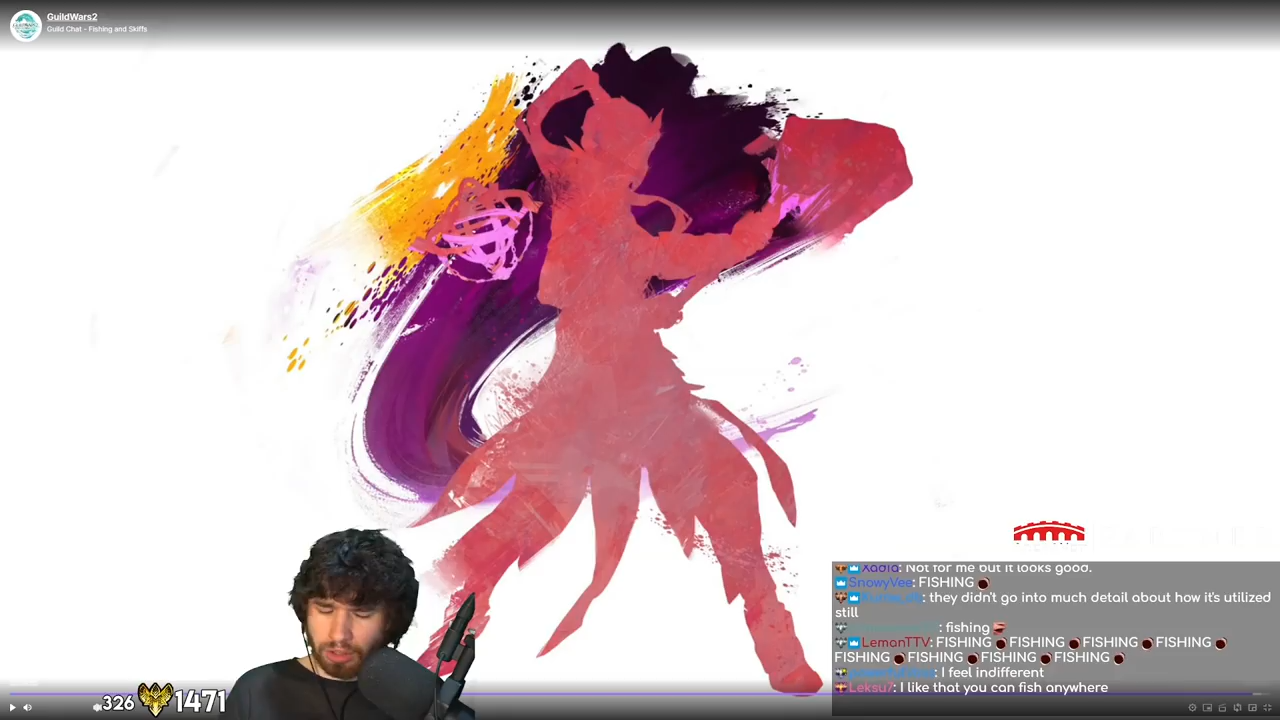 GuildWars2
Guild Chat - Fishing and Skiffs
Xadia: Not for me but it looks good.
SnowyVee: FISHING
: they didn't go into much detail about how it's utilized
still
: fishing
LemanTTV: FISHING FISHING FISHING FISHING
FISHING FISHING FISHING FISHING
: I feel indifferent
Leksu7: I like that you can fish anywhere
326 1471